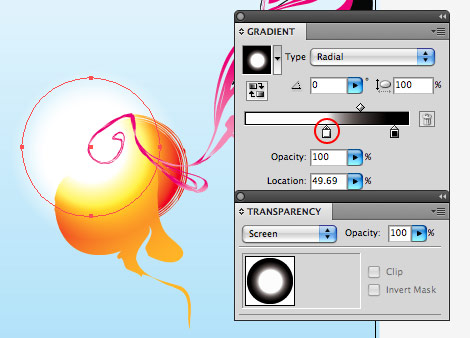 GRADIENT
Type Radial
0 ° 100 %
Opacity: 100 %
Location: 49.69 %
TRANSPARENCY
Screen Opacity: 100 %
Clip
Invert Mask